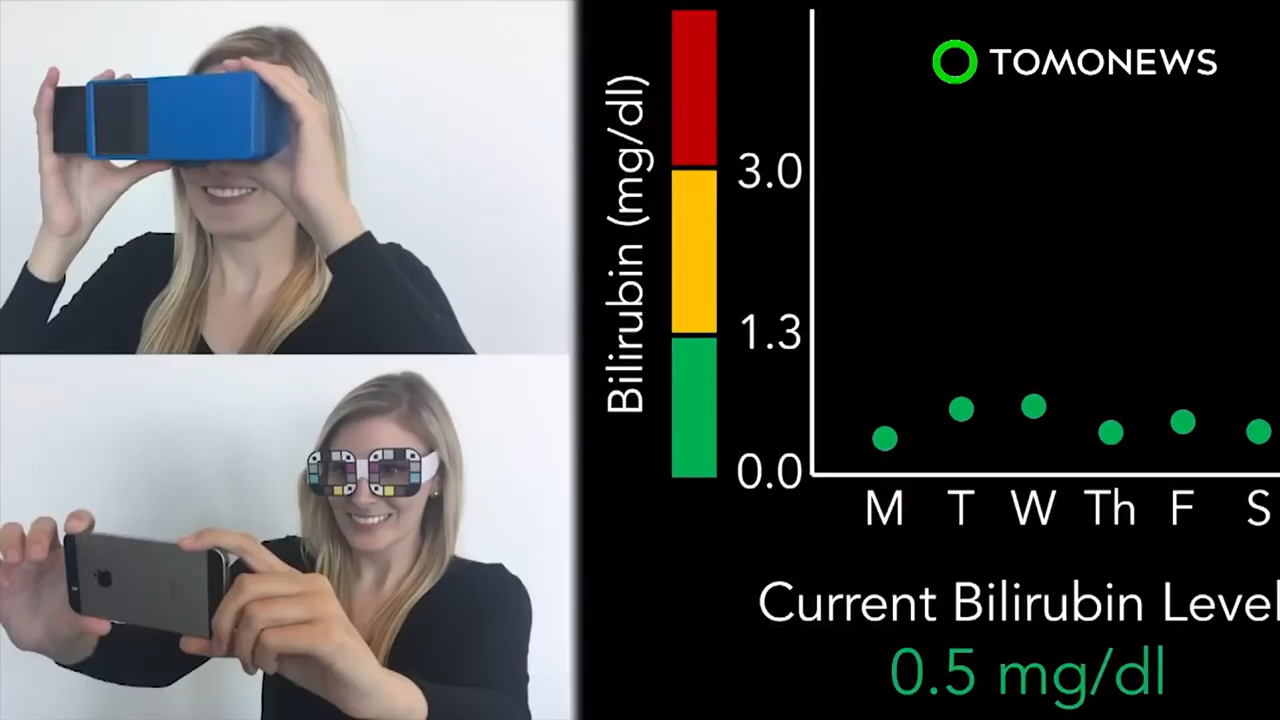 TOMONEWS
Bilirubin (mg/dl)
3.0
1.3
0.0
M T W Th F S
Current Bilirubin Level
0.5 mg/dl